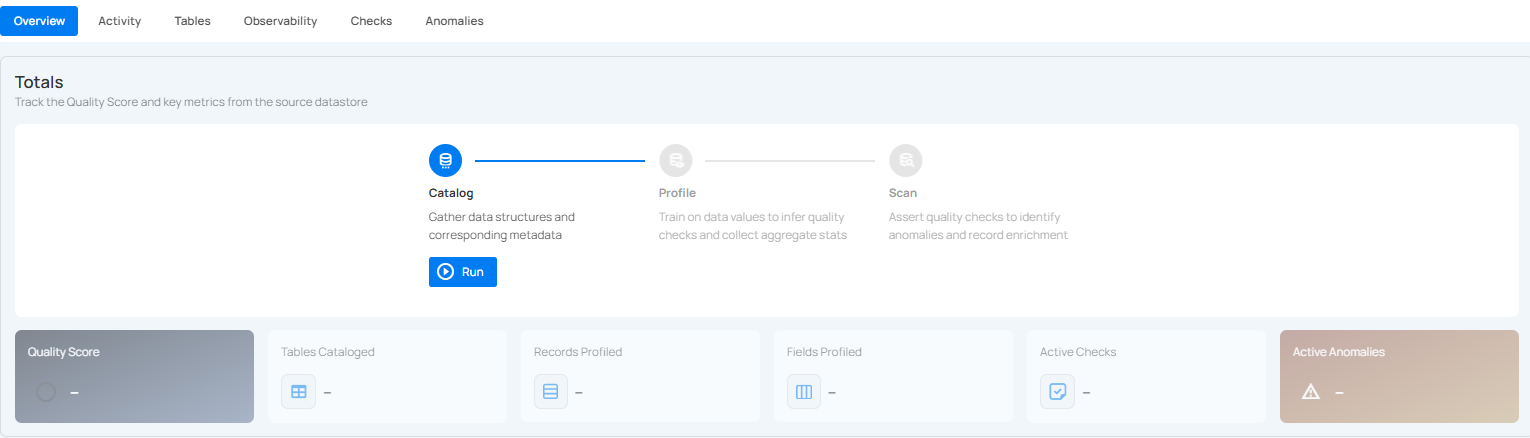 Overview Activity Tables Observability Checks Anomalies
Totals
Track the Quality Score and key metrics from the source datastore
Catalog
Gather data structures and
corresponding metadata
Run
Profile
Train on data values to infer quality
checks and collect aggregate stats
Scan
Assert quality checks to identify
anomalies and record enrichment
Quality Score
–
Tables Cataloged
–
Records Profiled
–
Fields Profiled
–
Active Checks
–
Active Anomalies
–